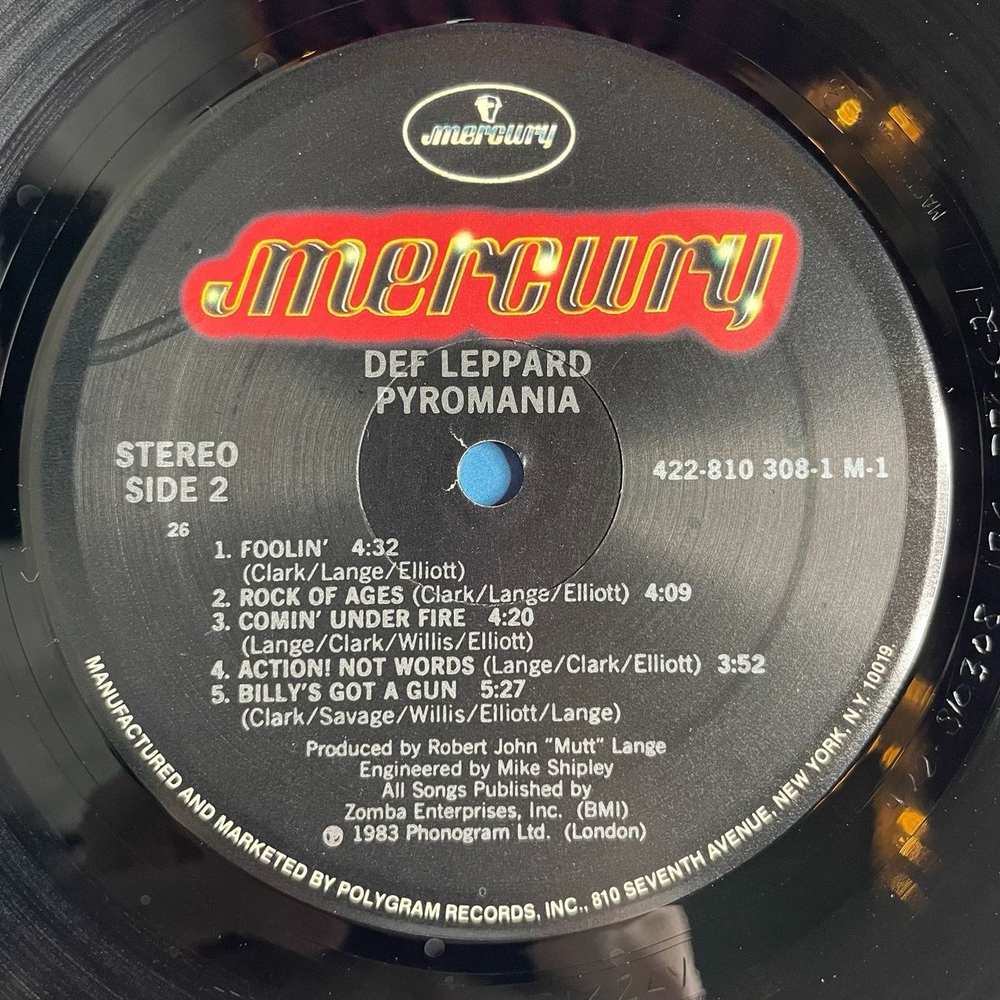 mercury
mercury
DEF LEPPARD
PYROMANIA
STEREO
SIDE 2
422-810 308-1 M-1
26
1. FOOLIN' 4:32
(Clark/Lange/Elliott)
2. ROCK OF AGES (Clark/Lange/Elliott) 4:09
3. COMIN' UNDER FIRE 4:20
(Lange/Clark/Willis/Elliott)
4. ACTION! NOT WORDS (Lange/Clark/Elliott) 3:52
5. BILLY'S GOT A GUN 5:27
(Clark/Savage/Willis/Elliott/Lange)
Produced by Robert John "Mutt" Lange
Engineered by Mike Shipley
All Songs Published by
Zomba Enterprises, Inc. (BMI)
℗ 1983 Phonogram Ltd. (London)
MANUFACTURED AND MARKETED BY POLYGRAM RECORDS, INC., 810 SEVENTH AVENUE, NEW YORK, N.Y. 10019.